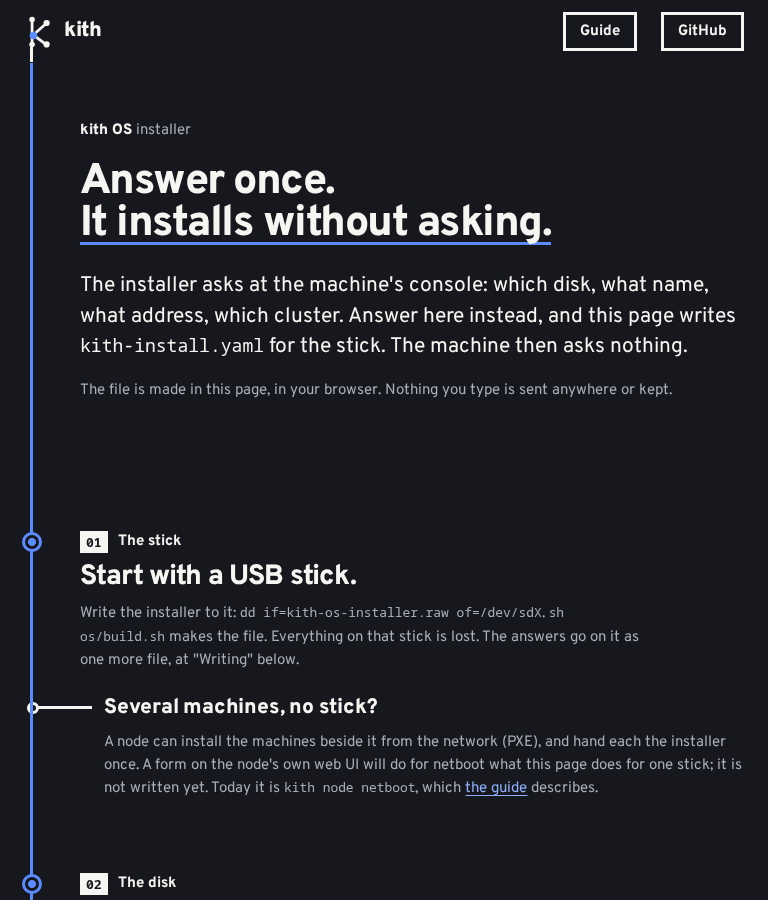 kith
Guide
GitHub
kith OS installer
Answer once.
It installs without asking.
The installer asks at the machine's console: which disk, what name,
what address, which cluster. Answer here instead, and this page writes
kith-install.yaml for the stick. The machine then asks nothing.
The file is made in this page, in your browser. Nothing you type is sent anywhere or kept.
01 The stick
Start with a USB stick.
Write the installer to it: dd if=kith-os-installer.raw of=/dev/sdX. sh
os/build.sh makes the file. Everything on that stick is lost. The answers go on it as
one more file, at "Writing" below.
Several machines, no stick?
A node can install the machines beside it from the network (PXE), and hand each the installer
once. A form on the node's own web UI will do for netboot what this page does for one stick; it is
not written yet. Today it is kith node netboot, which the guide describes.
02 The disk